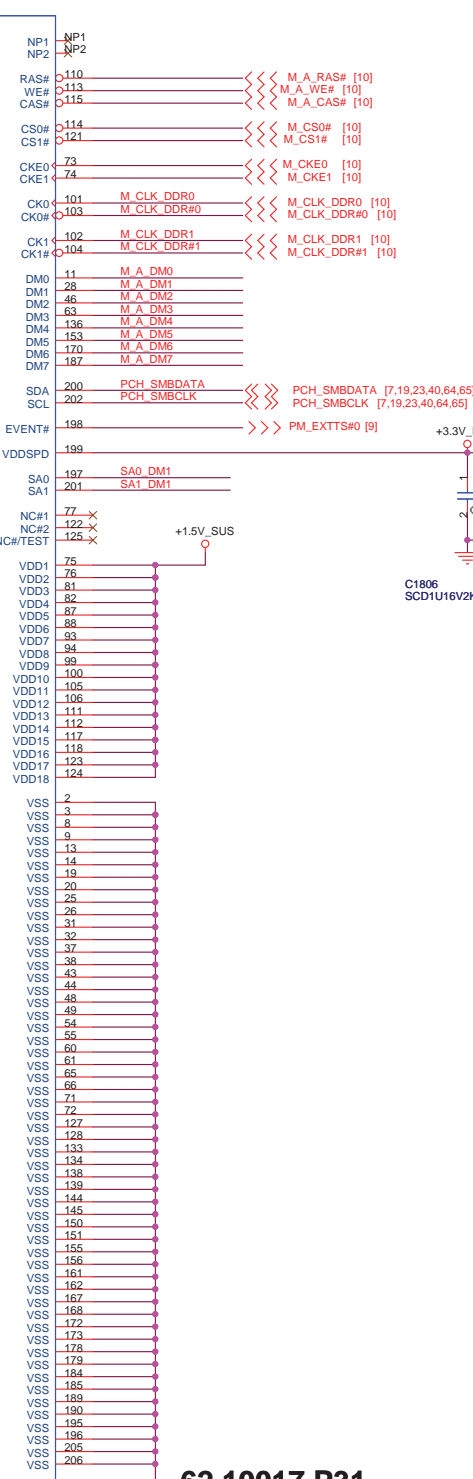 NP1 NP1
NP2 NP2
RAS# 110 M_A_RAS# [10]
WE# 113 M_A_WE# [10]
CAS# 115 M_A_CAS# [10]
CS0# 114 M_CS0# [10]
CS1# 121 M_CS1# [10]
CKE0 73 M_CKE0 [10]
CKE1 74 M_CKE1 [10]
CK0 101 M_CLK_DDR0 M_CLK_DDR0 [10]
CK0# 103 M_CLK_DDR#0 M_CLK_DDR#0 [10]
CK1 102 M_CLK_DDR1 M_CLK_DDR1 [10]
CK1# 104 M_CLK_DDR#1 M_CLK_DDR#1 [10]
DM0 11 M_A_DM0
DM1 28 M_A_DM1
DM2 46 M_A_DM2
DM3 63 M_A_DM3
DM4 136 M_A_DM4
DM5 153 M_A_DM5
DM6 170 M_A_DM6
DM7 187 M_A_DM7
SDA 200 PCH_SMBDATA PCH_SMBDATA [7,19,23,40,64,65]
SCL 202 PCH_SMBCLK PCH_SMBCLK [7,19,23,40,64,65]
EVENT# 198 PM_EXTTS#0 [9]
+3.3V_
VDDSPD 199
SA0 197 SA0_DM1
SA1 201 SA1_DM1
1
2
C1806
SCD1U16V2K
NC#1 77
NC#2 122
NC#/TEST 125
+1.5V_SUS
VDD1 75
VDD2 76
VDD3 81
VDD4 82
VDD5 87
VDD6 88
VDD7 93
VDD8 94
VDD9 99
VDD10 100
VDD11 105
VDD12 106
VDD13 111
VDD14 112
VDD15 117
VDD16 118
VDD17 123
VDD18 124
VSS 2
VSS 3
VSS 8
VSS 9
VSS 13
VSS 14
VSS 19
VSS 20
VSS 25
VSS 26
VSS 31
VSS 32
VSS 37
VSS 38
VSS 43
VSS 44
VSS 48
VSS 49
VSS 54
VSS 55
VSS 60
VSS 61
VSS 65
VSS 66
VSS 71
VSS 72
VSS 127
VSS 128
VSS 133
VSS 134
VSS 138
VSS 139
VSS 144
VSS 145
VSS 150
VSS 151
VSS 155
VSS 156
VSS 161
VSS 162
VSS 167
VSS 168
VSS 172
VSS 173
VSS 178
VSS 179
VSS 184
VSS 185
VSS 189
VSS 190
VSS 195
VSS 196
VSS 205
VSS 206
62.10017.P31